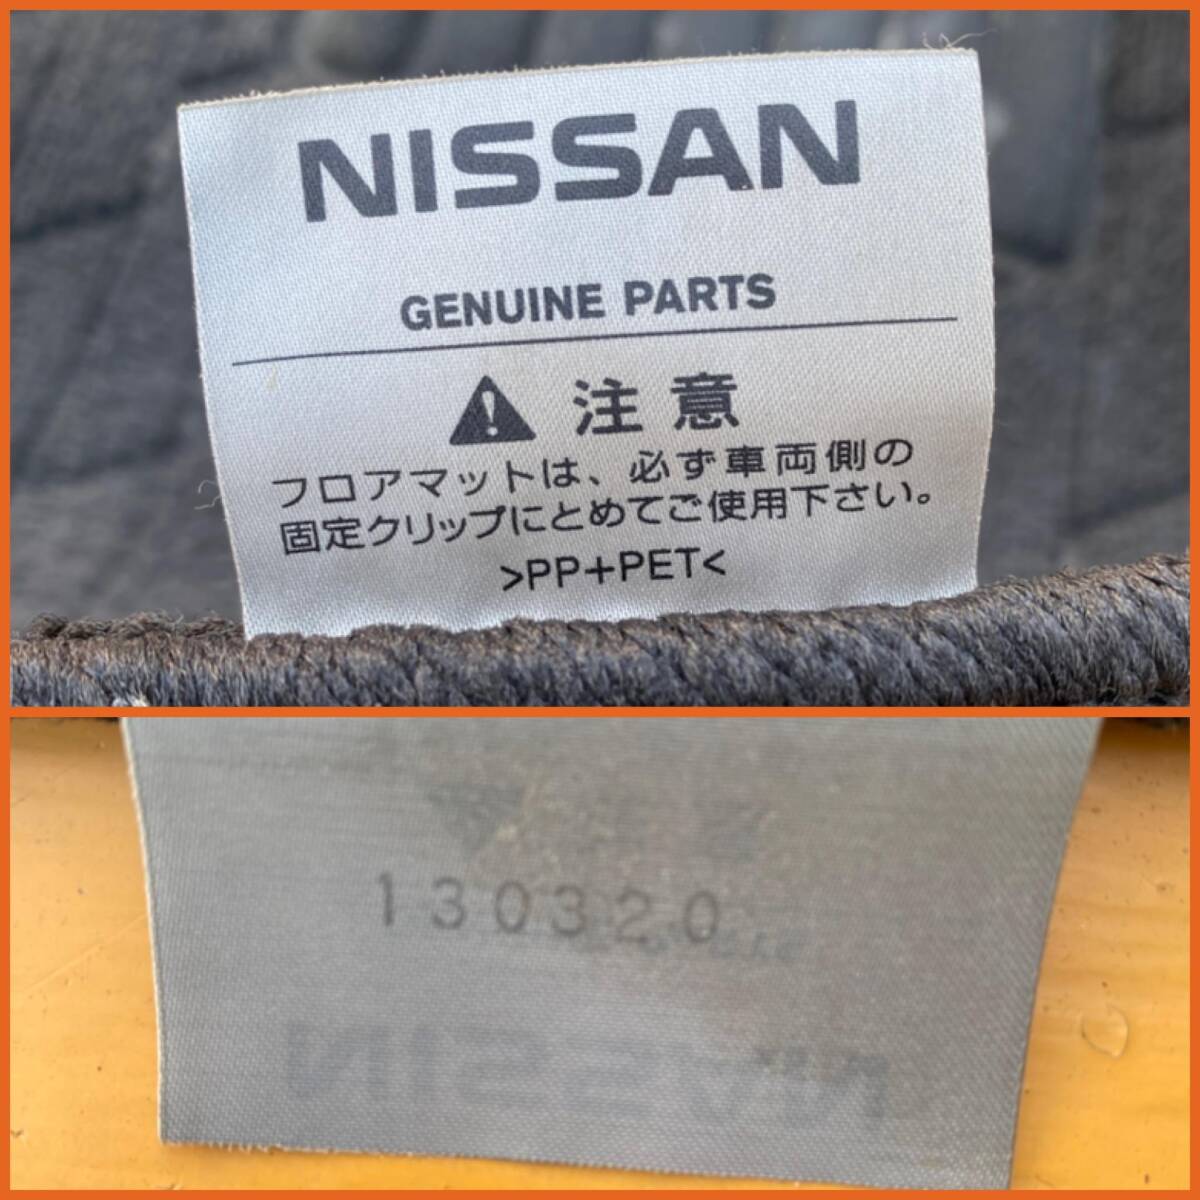 NISSAN
GENUINE PARTS
注意
フロアマットは、必ず車両側の
固定クリップにとめてご使用下さい。
>PP+PET<
130320